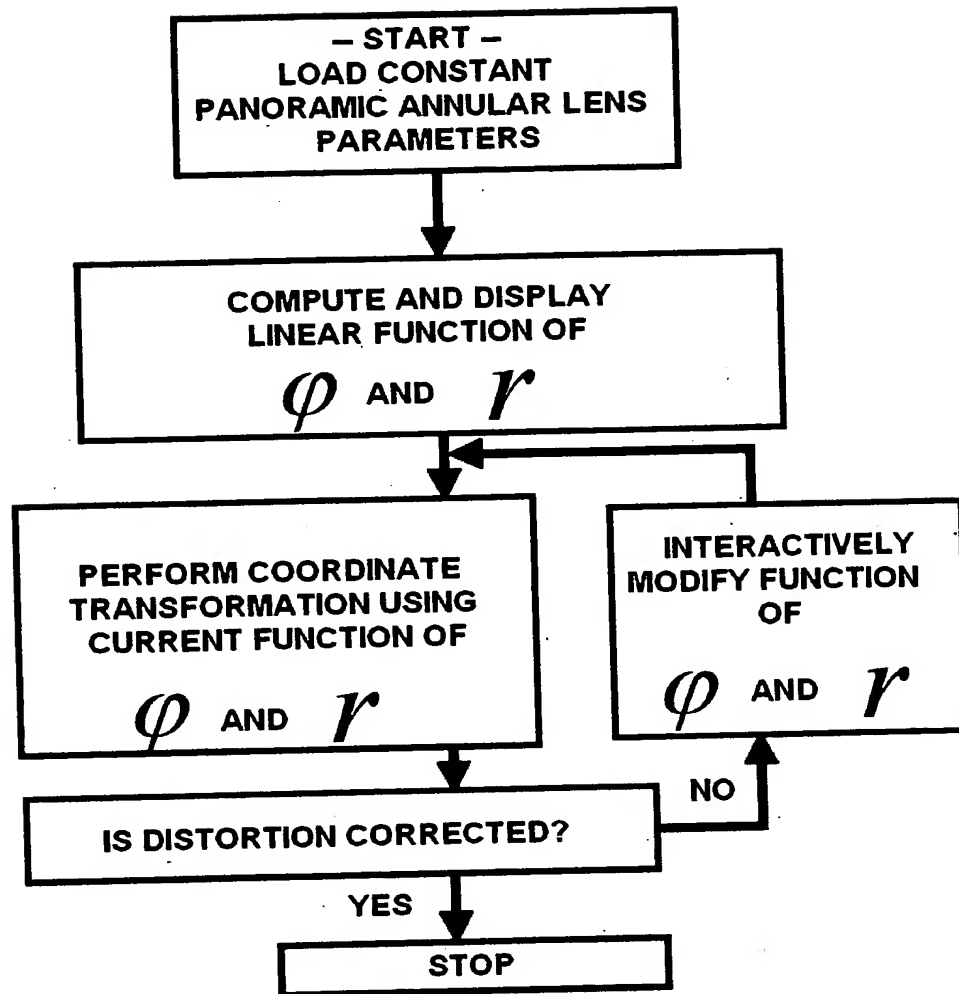 – START –
LOAD CONSTANT
PANORAMIC ANNULAR LENS
PARAMETERS
COMPUTE AND DISPLAY
LINEAR FUNCTION OF
φ AND r
PERFORM COORDINATE
TRANSFORMATION USING
CURRENT FUNCTION OF
φ AND r
INTERACTIVELY
MODIFY FUNCTION
OF
φ AND r
IS DISTORTION CORRECTED?
NO
YES
STOP